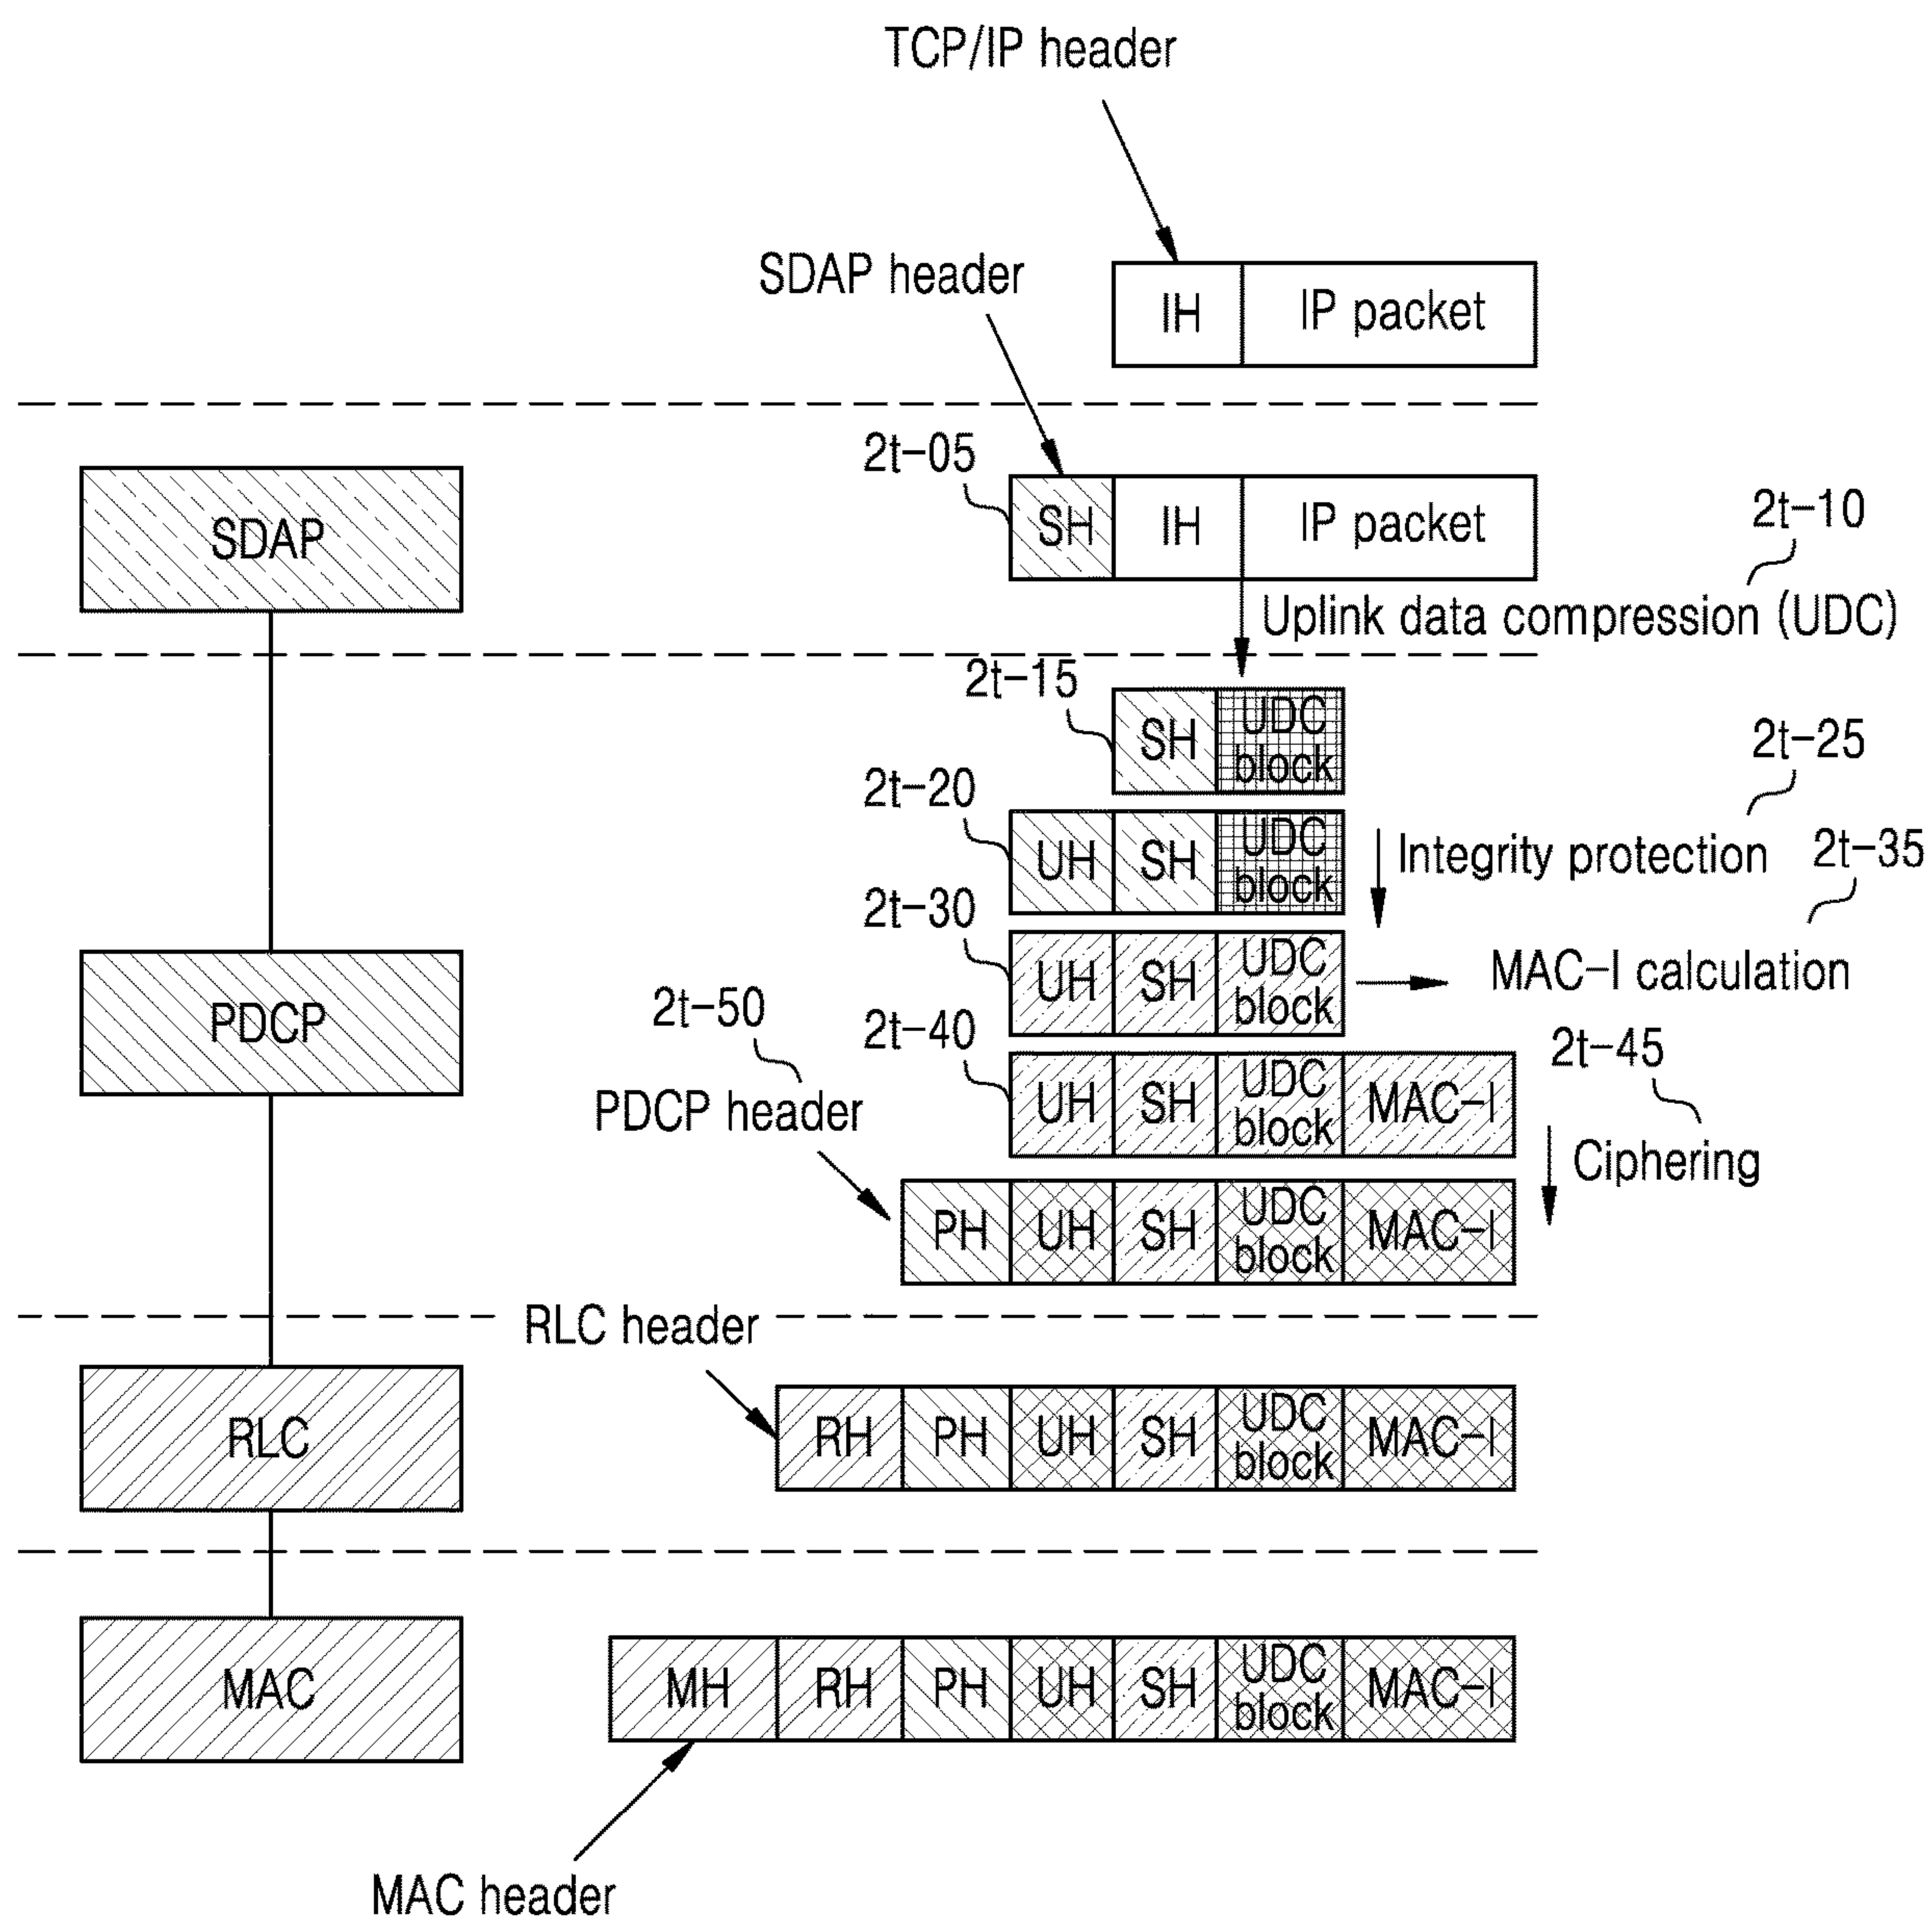 TCP/IP header
SDAP header
IH IP packet
2t-05
SDAP
SH IH IP packet
2t-10
Uplink data compression (UDC)
2t-15
SH UDC block
2t-25
2t-20
UH SH UDC block
Integrity protection
2t-35
2t-30
UH SH UDC block
MAC-I calculation
PDCP
2t-50
2t-40
2t-45
PDCP header
UH SH UDC block MAC-I
Ciphering
PH UH SH UDC block MAC-I
RLC header
RLC
RH PH UH SH UDC block MAC-I
MAC
MH RH PH UH SH UDC block MAC-I
MAC header